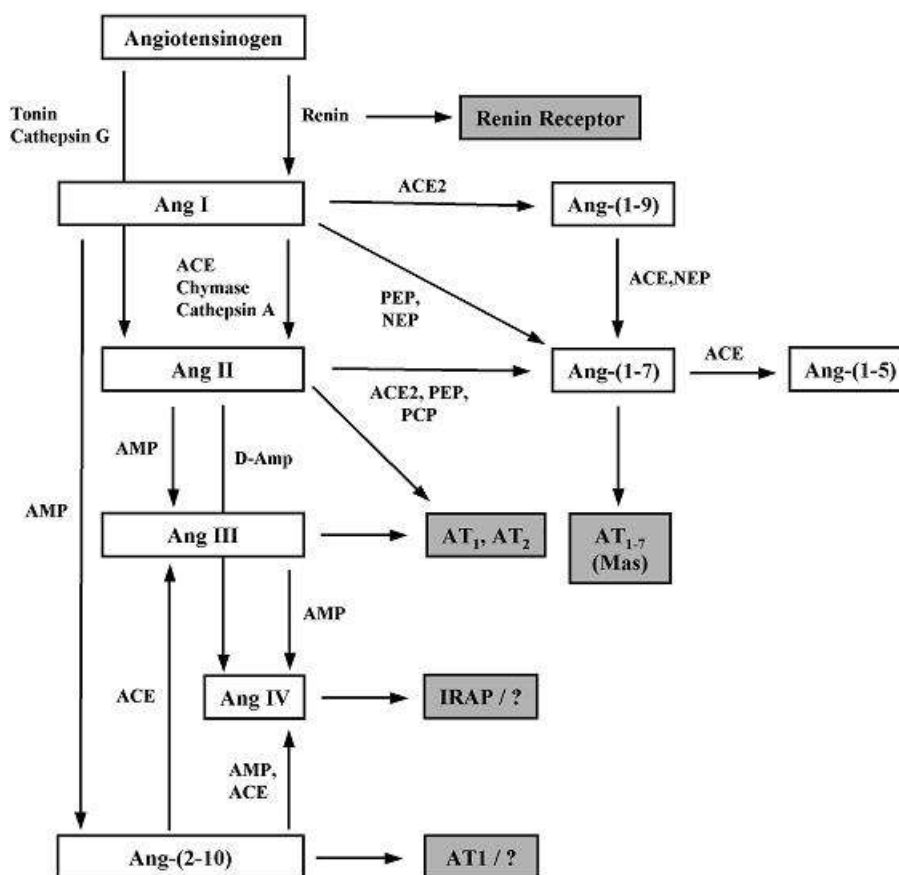 Angiotensinogen
Tonin
Cathepsin G
Renin
Renin Receptor
Ang I
ACE2
Ang-(1-9)
ACE
Chymase
Cathepsin A
PEP,
NEP
ACE,NEP
Ang II
ACE2, PEP,
PCP
Ang-(1-7)
ACE
Ang-(1-5)
AMP
D-Amp
AMP
Ang III
AT₁, AT₂
AT₁₋₇
(Mas)
AMP
ACE
Ang IV
IRAP / ?
AMP,
ACE
Ang-(2-10)
AT1 / ?